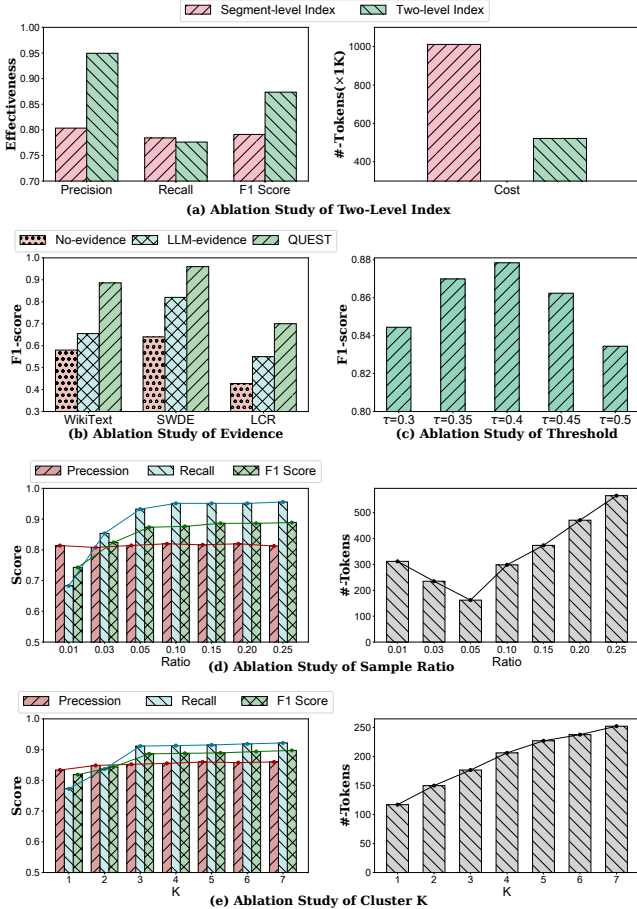 Segment-level Index Two-level Index
Effectiveness
1.00
0.95
0.90
0.85
0.80
0.75
0.70
Precision Recall F1 Score
#-Tokens(×1K)
1000
800
600
400
Cost
(a) Ablation Study of Two-Level Index
No-evidence LLM-evidence QUEST
F1-score
1.0
0.9
0.8
0.7
0.6
0.5
0.4
0.3
WikiText SWDE LCR
(b) Ablation Study of Evidence
F1-score
0.88
0.86
0.84
0.82
0.80
τ=0.3 τ=0.35 τ=0.4 τ=0.45 τ=0.5
(c) Ablation Study of Threshold
Precession Recall F1 Score
Score
1.0
0.9
0.8
0.7
0.6
0.5
0.01 0.03 0.05 0.10 0.15 0.20 0.25
Ratio
#-Tokens
500
400
300
200
100
0
0.01 0.03 0.05 0.10 0.15 0.20 0.25
Ratio
(d) Ablation Study of Sample Ratio
Precession Recall F1 Score
Score
1.0
0.9
0.8
0.7
0.6
0.5
1 2 3 4 5 6 7
K
#-Tokens
250
200
150
100
50
0
1 2 3 4 5 6 7
K
(e) Ablation Study of Cluster K